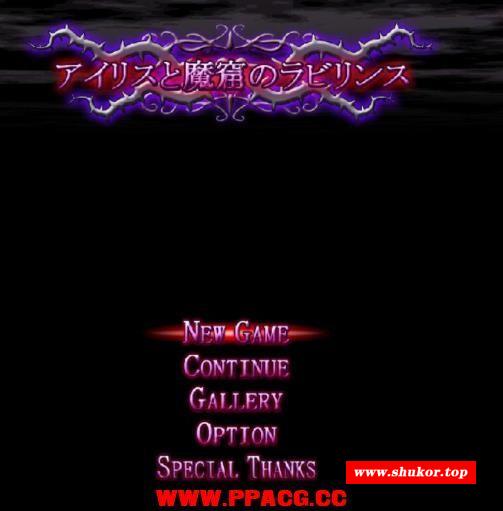 アイリスと魔窟のラビリンス
NEW GAME
CONTINUE
GALLERY
OPTION
SPECIAL THANKS
www.shukor.top
WWW.PPACG.CC